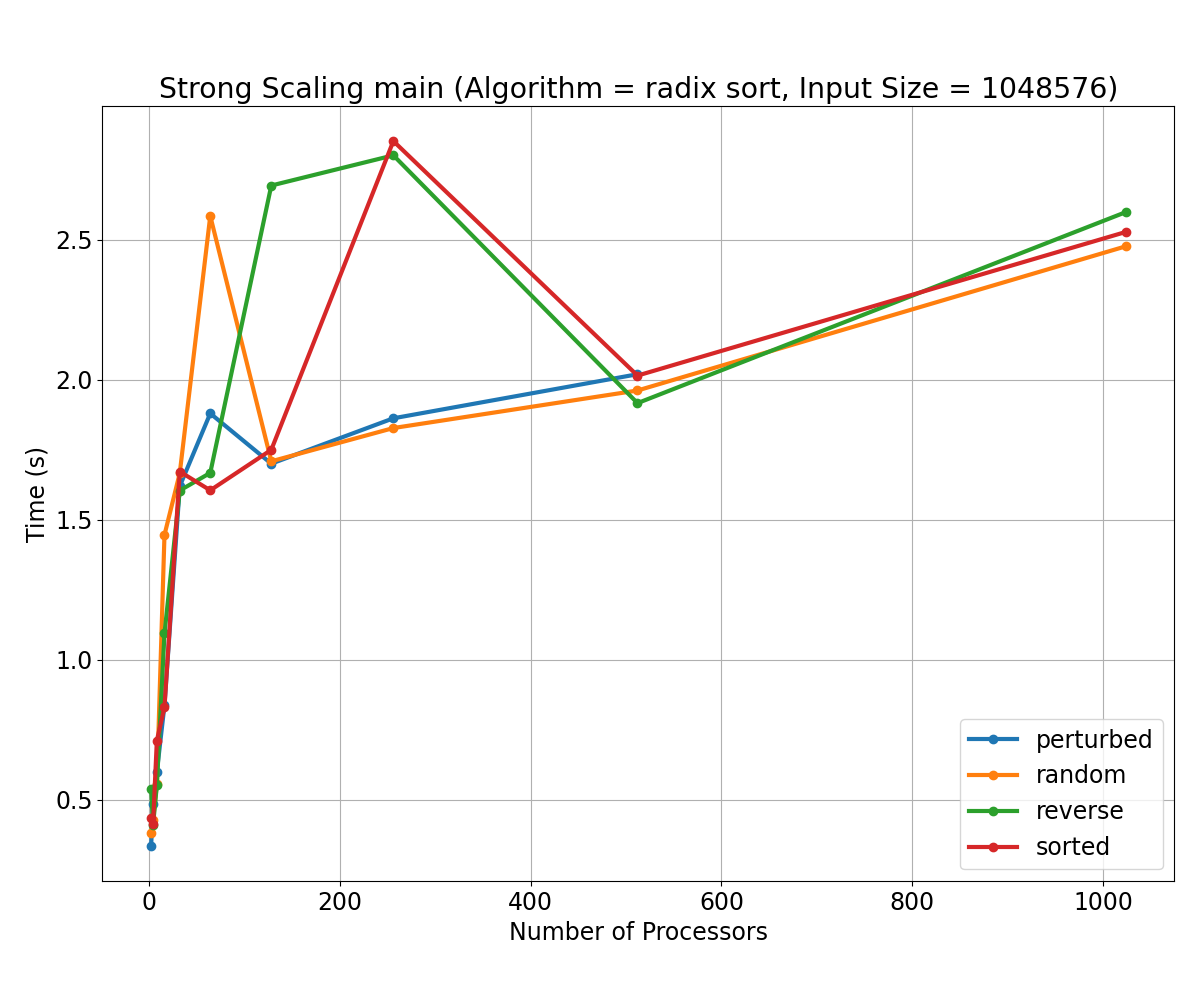 Strong Scaling main (Algorithm = radix sort, Input Size = 1048576)
Time (s)
2.5
2.0
1.5
1.0
0.5
0 200 400 600 800 1000
Number of Processors
perturbed
random
reverse
sorted